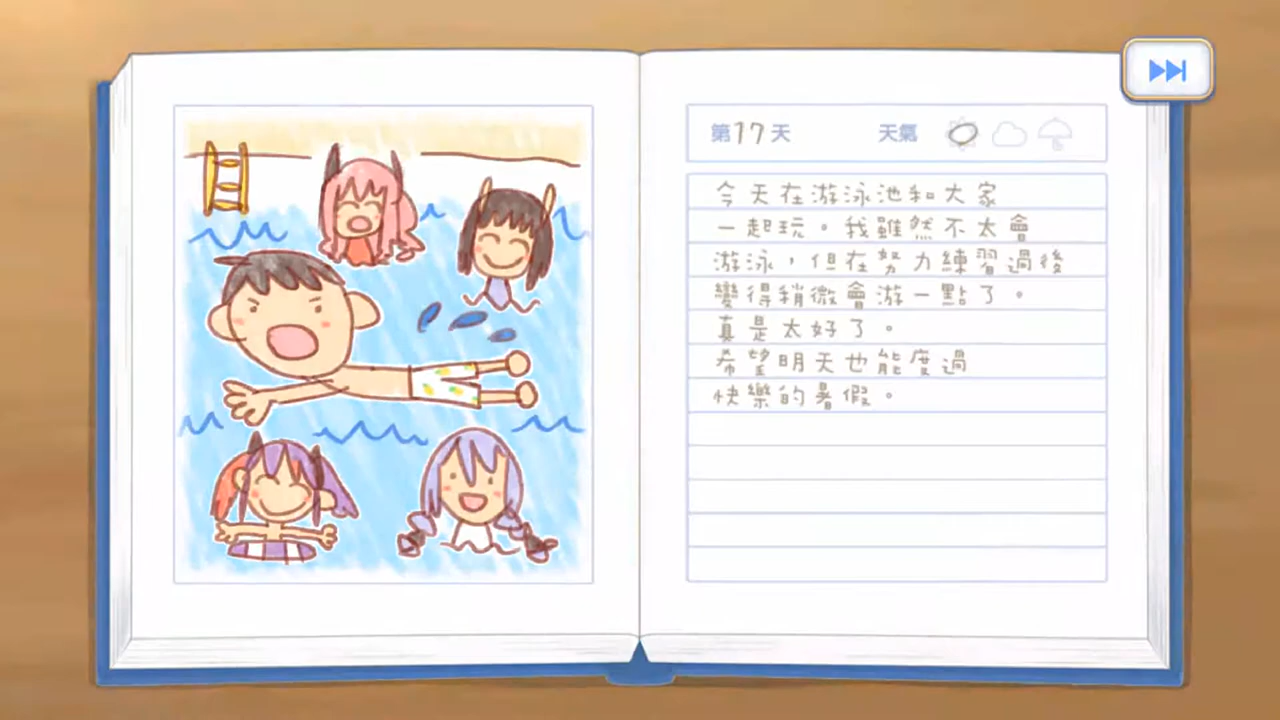 第17天 天氣
今天在游泳池和大家
一起玩。我雖然不太會
游泳，但在努力練習過後
變得稍微會游一點了。
真是太好了。
希望明天也能度過
快樂的暑假。